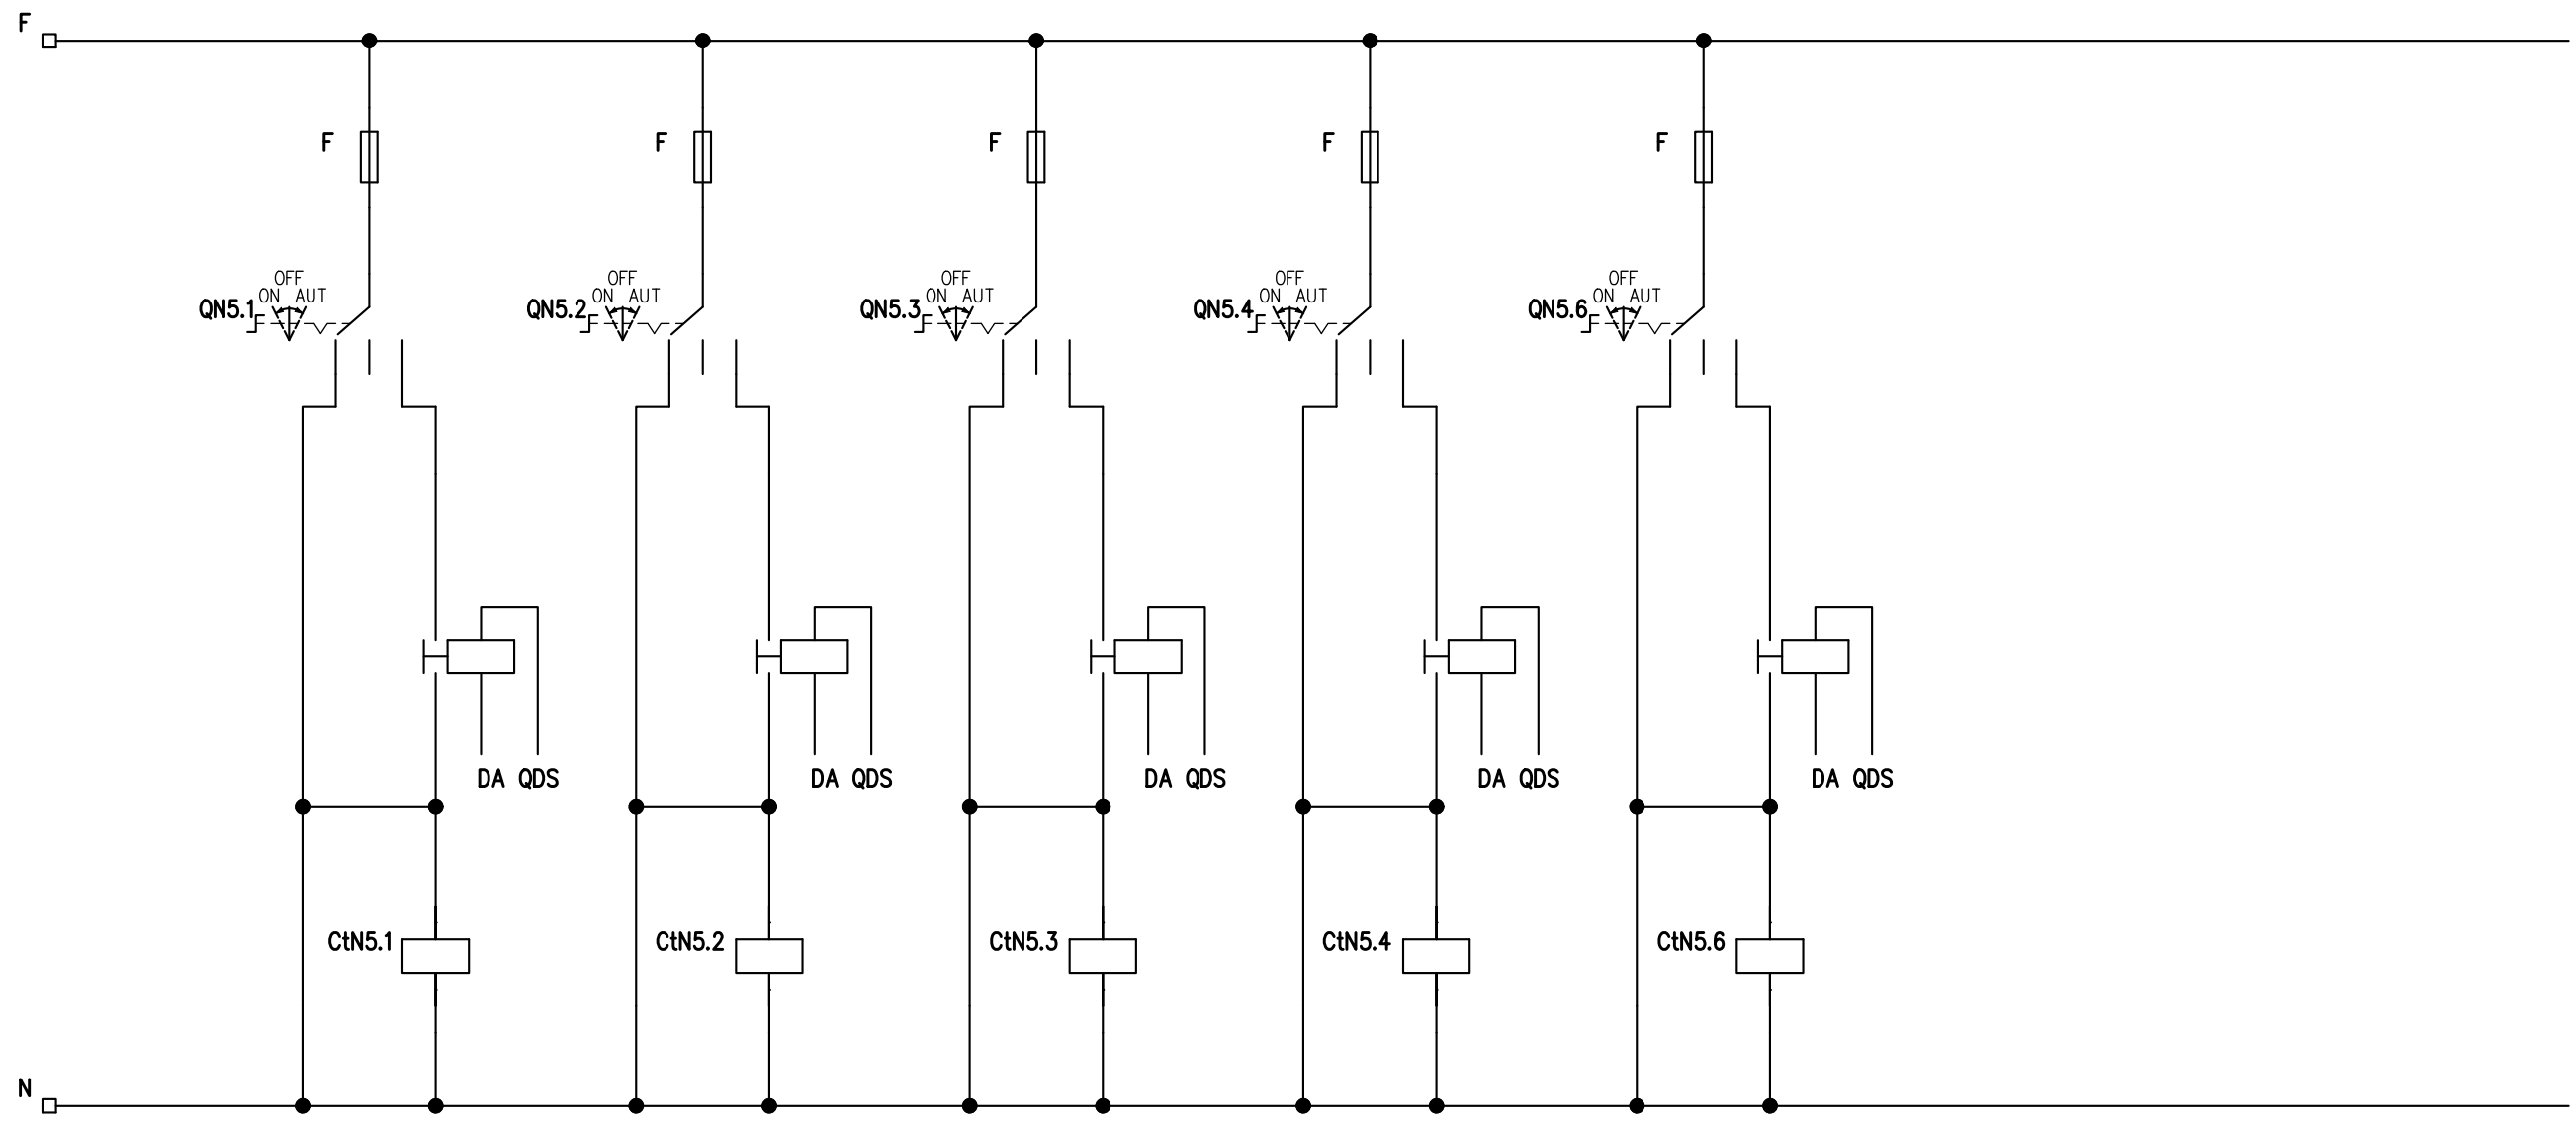 F
F F F F F
OFF OFF OFF OFF OFF
ON AUT ON AUT ON AUT ON AUT ON AUT
QN5.1 QN5.2 QN5.3 QN5.4 QN5.6
DA QDS DA QDS DA QDS DA QDS DA QDS
CtN5.1 CtN5.2 CtN5.3 CtN5.4 CtN5.6
N